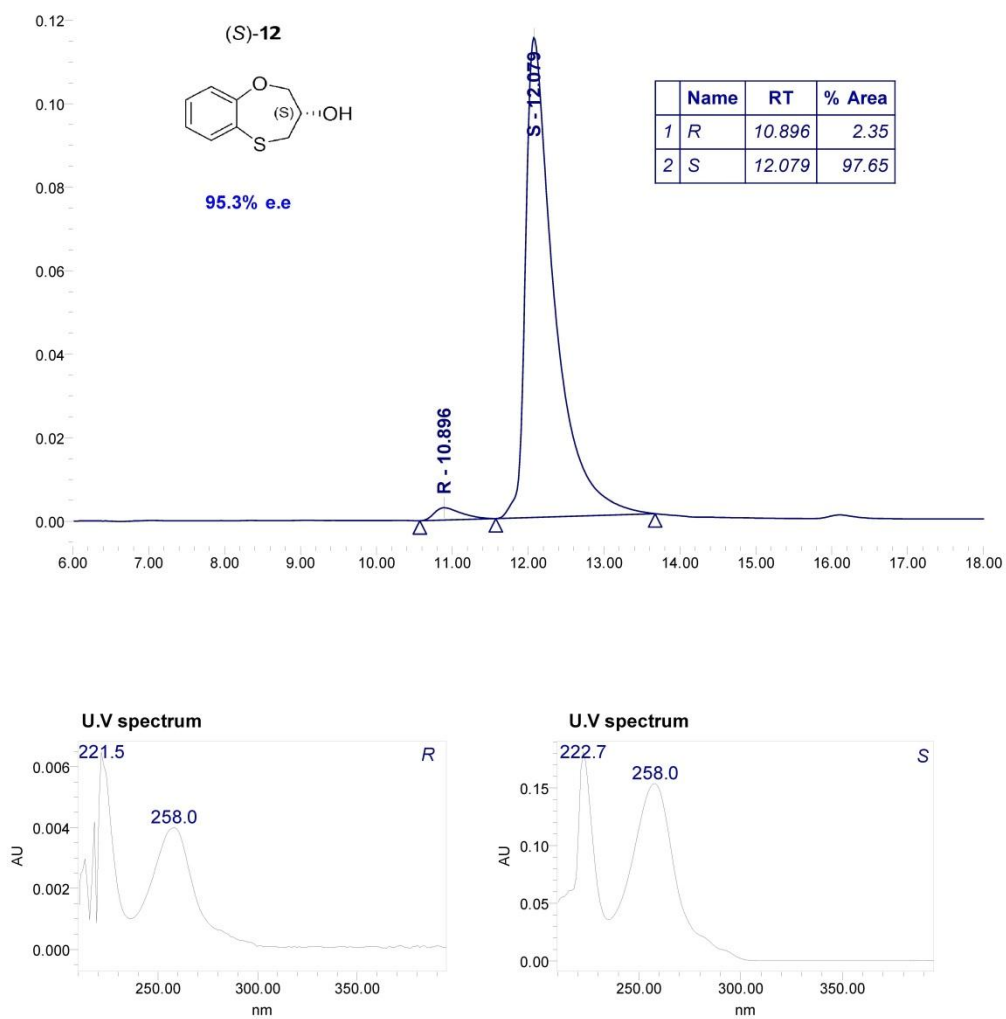 (S)-12
O
(S)
OH
S
95.3% e.e
Name RT % Area
1 R 10.896 2.35
2 S 12.079 97.65
R - 10.896
S - 12.079
0.12
0.10
0.08
0.06
0.04
0.02
0.00
6.00 7.00 8.00 9.00 10.00 11.00 12.00 13.00 14.00 15.00 16.00 17.00 18.00
U.V spectrum
221.5
R
258.0
0.006
0.004
0.002
0.000
AU
250.00 300.00 350.00
nm
U.V spectrum
222.7
S
258.0
0.15
0.10
0.05
0.00
AU
250.00 300.00 350.00
nm